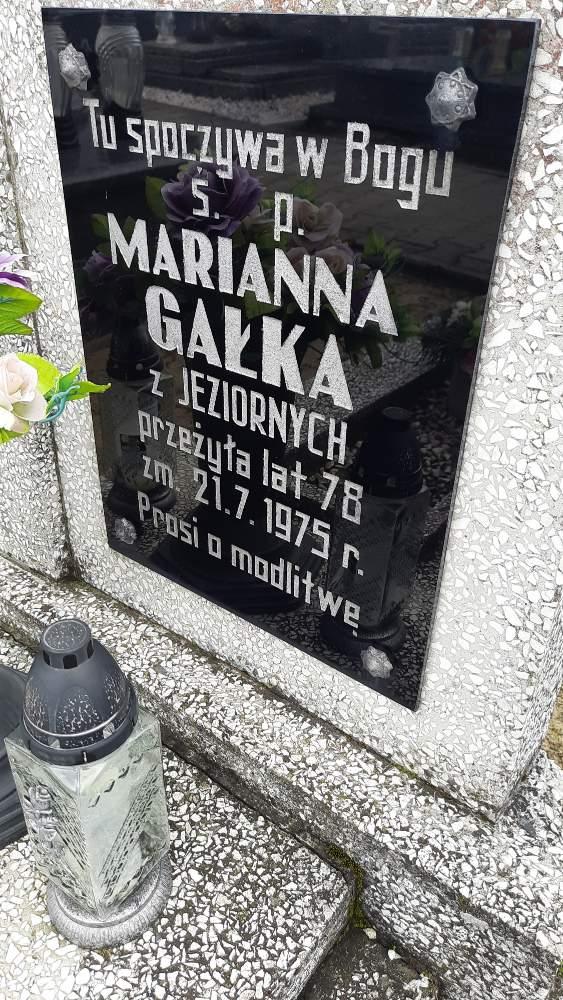 Tu spoczywa w Bogu
ś. p.
MARIANNA
GAŁKA
z JEZIORNYCH
przeżyła lat 78
zm. 21.7.1975 r.
Prosi o modlitwę